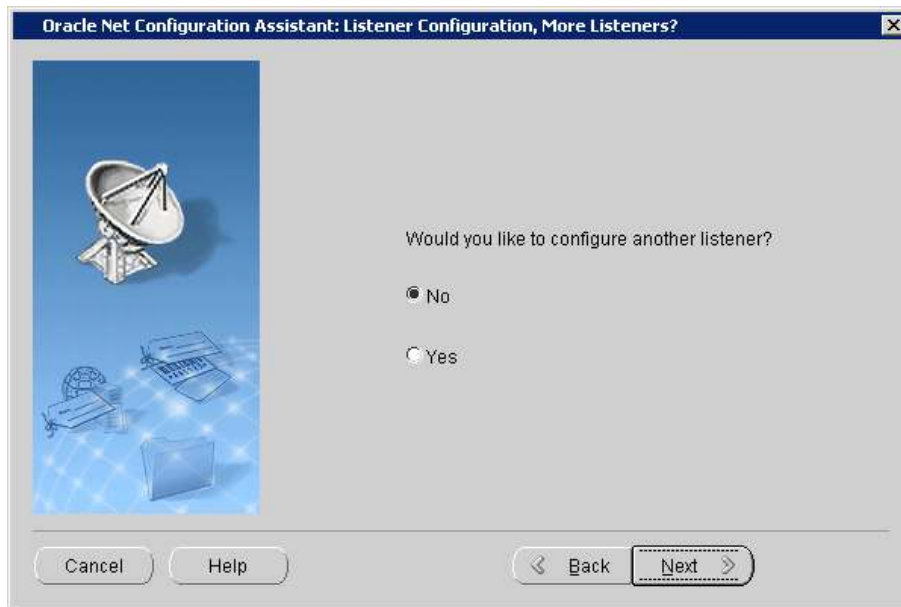 Oracle Net Configuration Assistant: Listener Configuration, More Listeners?
Would you like to configure another listener?
No
Yes
Cancel
Help
Back
Next